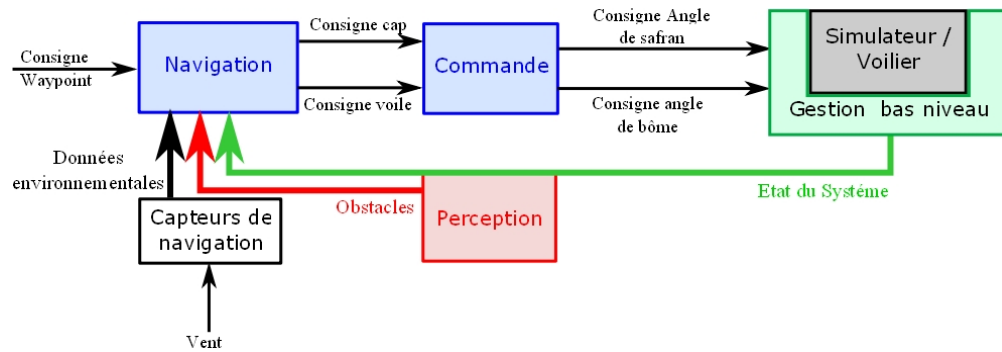 Consigne
Waypoint
Navigation
Consigne cap
Consigne voile
Commande
Consigne Angle
de safran
Consigne angle
de bôme
Simulateur /
Voilier
Gestion bas niveau
Données
environnementales
Obstacles
Perception
Etat du Systéme
Capteurs de
navigation
Vent